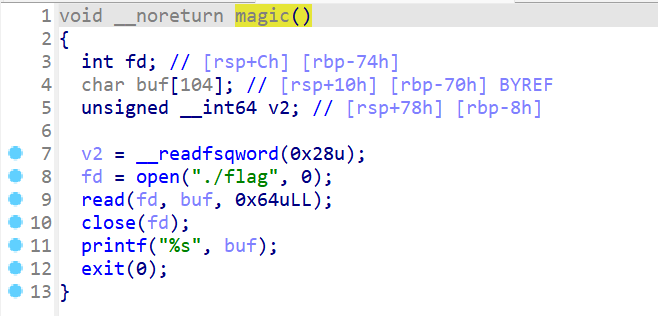 1 void __noreturn magic()
2 {
3 int fd; // [rsp+Ch] [rbp-74h]
4 char buf[104]; // [rsp+10h] [rbp-70h] BYREF
5 unsigned __int64 v2; // [rsp+78h] [rbp-8h]
6
7 v2 = __readfsqword(0x28u);
8 fd = open("./flag", 0);
9 read(fd, buf, 0x64uLL);
10 close(fd);
11 printf("%s", buf);
12 exit(0);
13 }